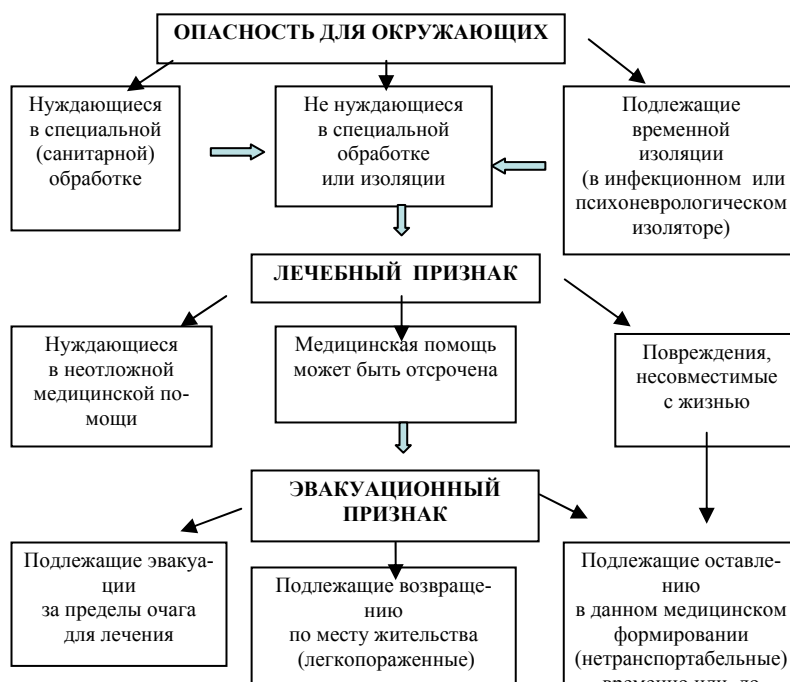 ОПАСНОСТЬ ДЛЯ ОКРУЖАЮЩИХ
Нуждающиеся
в специальной
(санитарной)
обработке
Не нуждающиеся
в специальной
обработке
или изоляции
Подлежащие
временной
изоляции
(в инфекционном или
психоневрологическом
изоляторе)
ЛЕЧЕБНЫЙ ПРИЗНАК
Нуждающиеся
в неотложной
медицинской по-
мощи
Медицинская помощь
может быть отсрочена
Повреждения,
несовместимые
с жизнью
ЭВАКУАЦИОННЫЙ
ПРИЗНАК
Подлежащие эвакуа-
ции
за пределы очага
для лечения
Подлежащие возвраще-
нию
по месту жительства
(легкопораженные)
Подлежащие оставле-
нию
в данном медицинском
формировании
(нетранспортабельные)